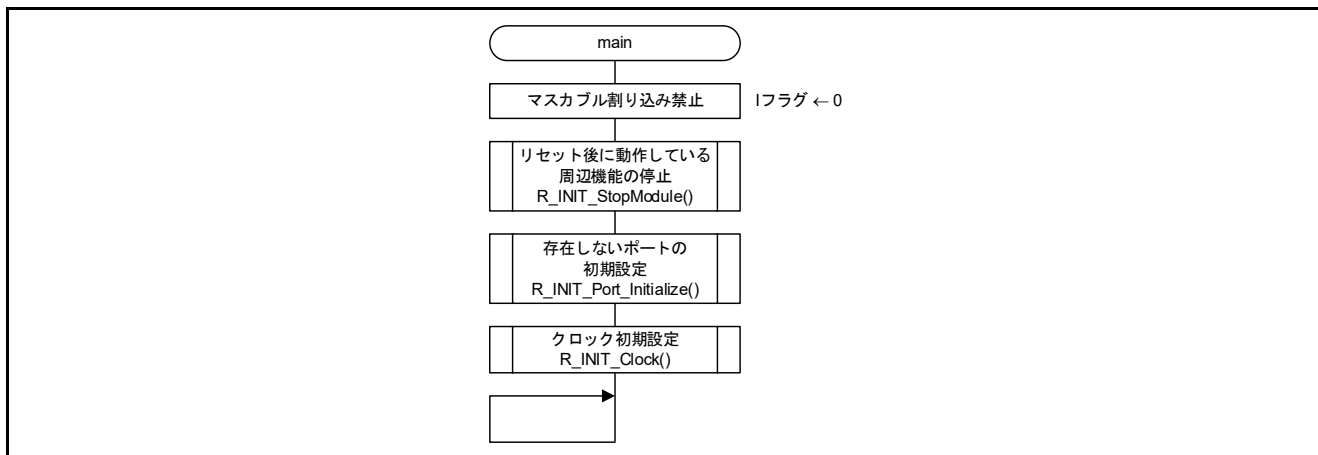 main
マスカブル割り込み禁止
Iフラグ ← 0
リセット後に動作している
周辺機能の停止
R_INIT_StopModule()
存在しないポートの
初期設定
R_INIT_Port_Initialize()
クロック初期設定
R_INIT_Clock()